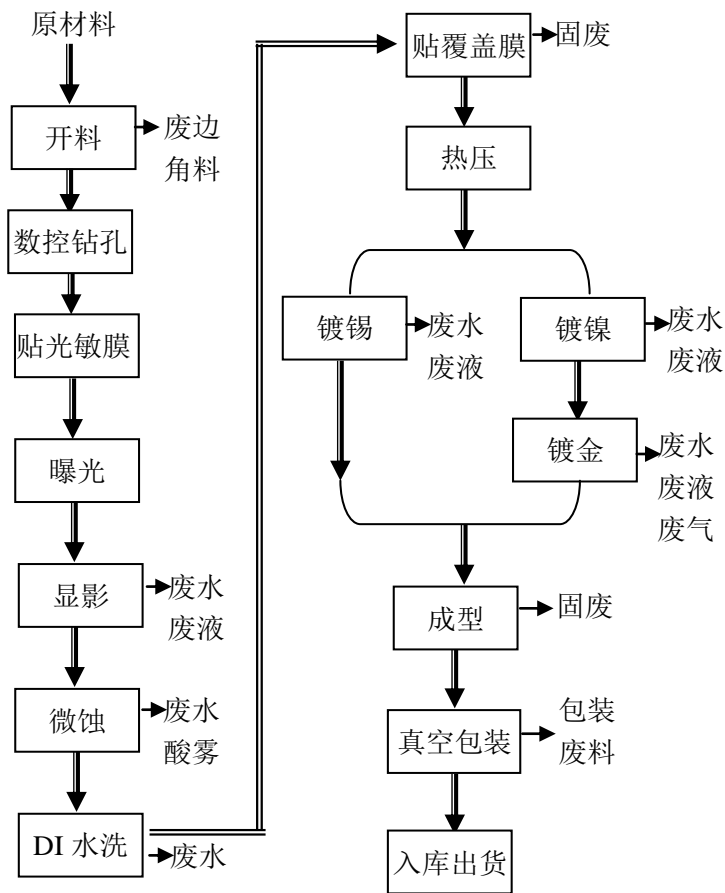 原材料
开料
废边
角料
数控钻孔
贴光敏膜
曝光
显影
废水
废液
微蚀
废水
酸雾
DI 水洗
废水
贴覆盖膜
固废
热压
镀锡
废水
废液
镀镍
废水
废液
镀金
废水
废液
废气
成型
固废
真空包装
包装
废料
入库出货